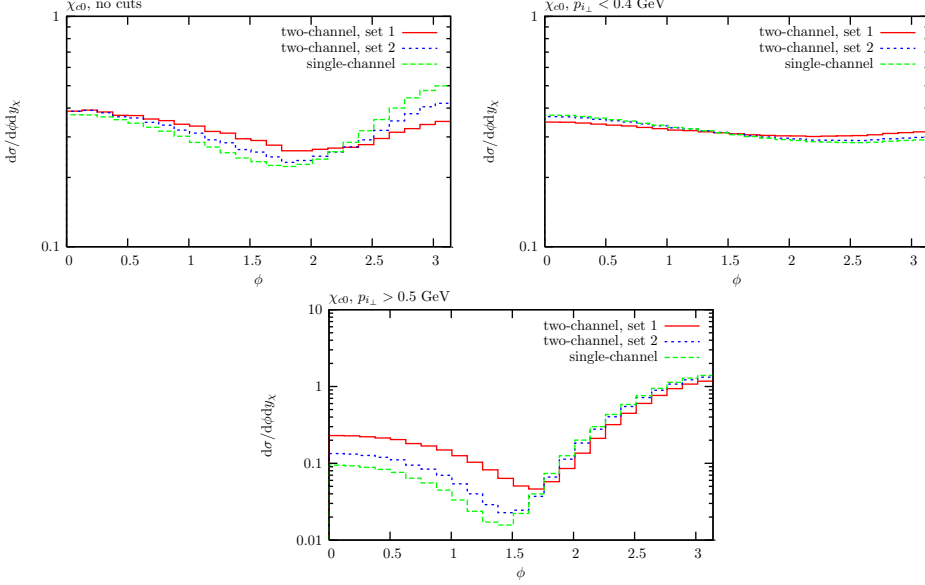 χc0, no cuts
two-channel, set 1
two-channel, set 2
single-channel
1
0.1
dσ/dϕdyχ
0 0.5 1 1.5 2 2.5 3
ϕ
χc0, pi⊥ < 0.4 GeV
two-channel, set 1
two-channel, set 2
single-channel
1
0.1
dσ/dϕdyχ
0 0.5 1 1.5 2 2.5 3
ϕ
χc0, pi⊥ > 0.5 GeV
two-channel, set 1
two-channel, set 2
single-channel
10
1
0.1
0.01
dσ/dϕdyχ
0 0.5 1 1.5 2 2.5 3
ϕ